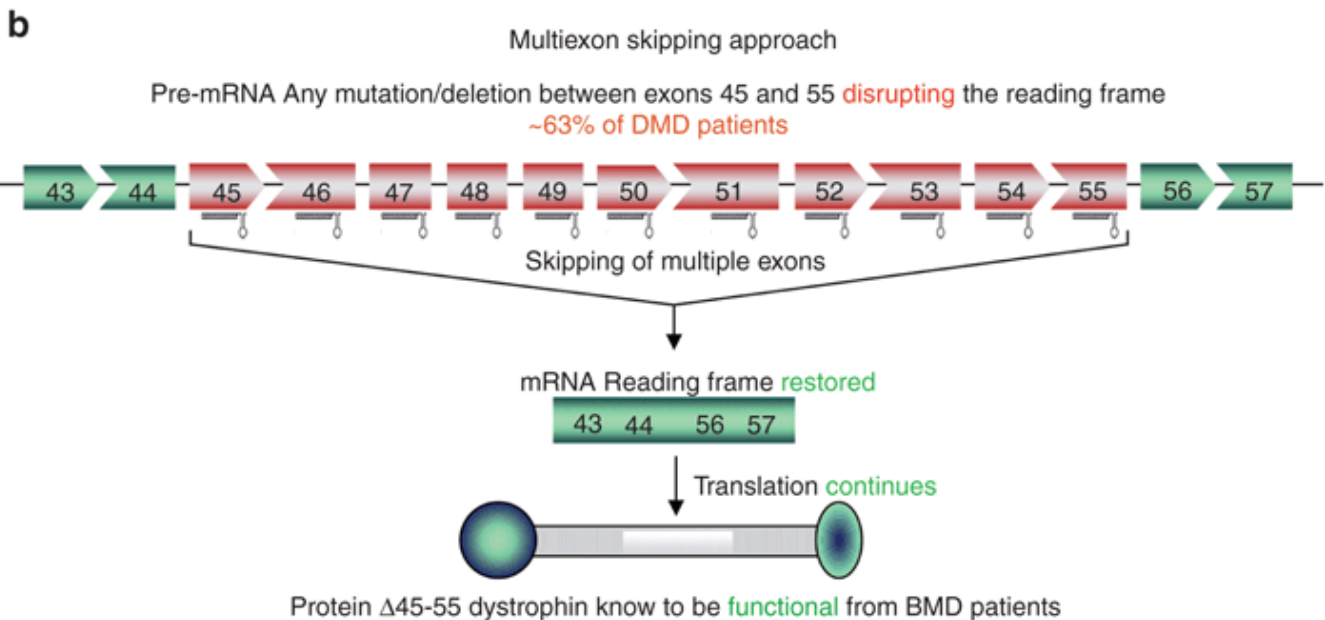 b
Multiexon skipping approach
Pre-mRNA Any mutation/deletion between exons 45 and 55 disrupting the reading frame
~63% of DMD patients
43 44 45 46 47 48 49 50 51 52 53 54 55 56 57
Skipping of multiple exons
mRNA Reading frame restored
43 44 56 57
Translation continues
Protein Δ45-55 dystrophin know to be functional from BMD patients